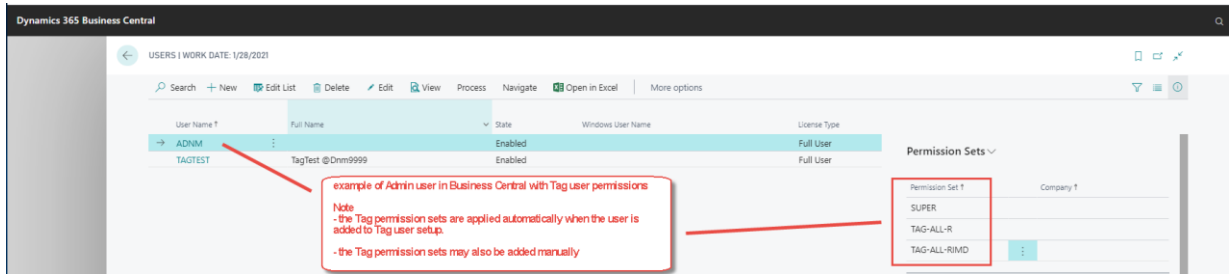 Dynamics 365 Business Central
USERS | WORK DATE: 1/28/2021
Search + New Edit List Delete Edit View Process Navigate Open in Excel More options
User Name ↑ Full Name State Windows User Name License Type
→ ADNM Enabled Full User
TAGTEST TagTest @Dnm9999 Enabled Full User
example of Admin user in Business Central with Tag user permissions
Note
- the Tag permission sets are applied automatically when the user is
added to Tag user setup.
- the Tag permission sets may also be added manually
Permission Sets
Permission Set ↑ Company ↑
SUPER
TAG-ALL-R
TAG-ALL-RIMD